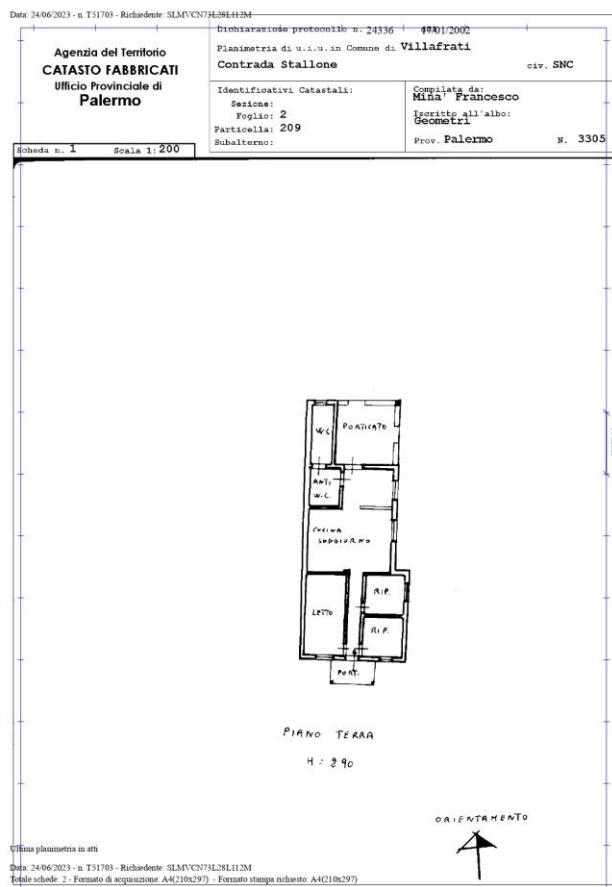 Data: 24/06/2023 - n. T51703 - Richiedente: SLMVCN73L28L112M
Agenzia del Territorio
CATASTO FABBRICATI
Ufficio Provinciale di
Palermo
Scheda n. 1 Scala 1: 200
Dichiarazione protocollo n. 24336 del 17/01/2002
Planimetria di u.i.u. in Comune di Villafrati
Contrada Stallone civ. SNC
Identificativi Catastali:
Sezione:
Foglio: 2
Particella: 209
Subalterno:
Compilata da:
Mina' Francesco
Iscritto all'albo:
Geometri
Prov. Palermo N. 3305
W.C.
PORTICATO
ANTI
W.C.
CUCINA
SOGGIORNO
RIP.
LETTO
RIP.
PORT.
PIANO TERRA
H = 290
ORIENTAMENTO
Ultima planimetria in atti
Data: 24/06/2023 - n. T51703 - Richiedente: SLMVCN73L28L112M
Totale schede: 2 - Formato di acquisizione: A4(210x297) - Formato stampa richiesto: A4(210x297)